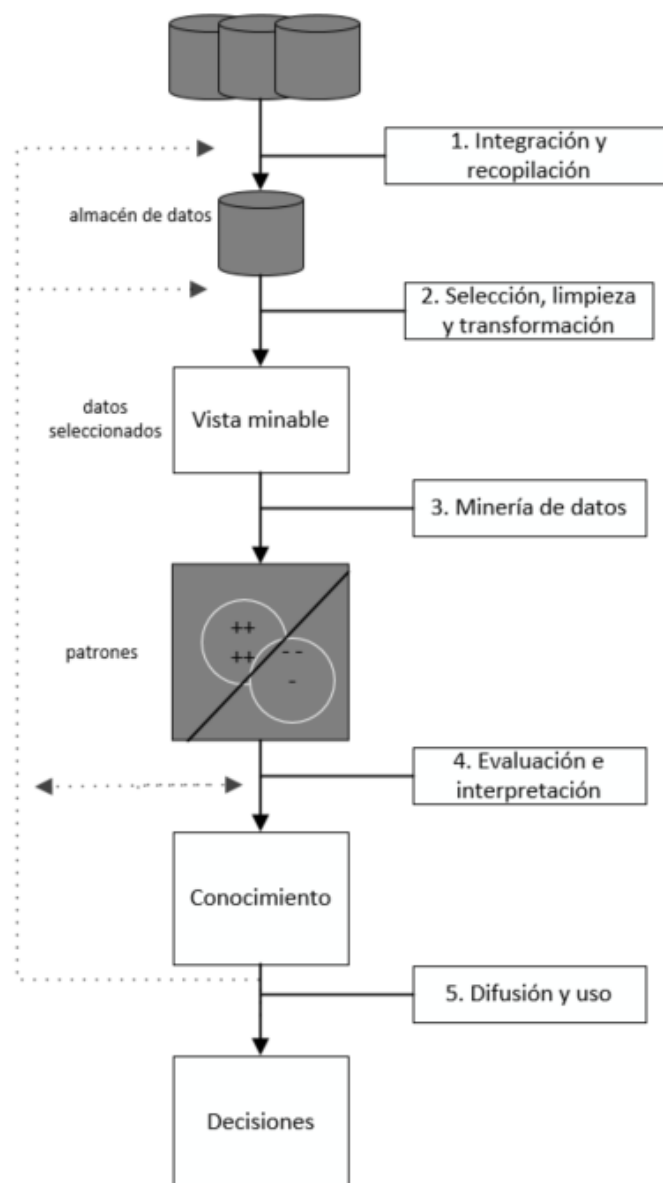 1. Integración y
recopilación
almacén de datos
2. Selección, limpieza
y transformación
datos
seleccionados
Vista minable
3. Minería de datos
++
++
- -
-
patrones
4. Evaluación e
interpretación
Conocimiento
5. Difusión y uso
Decisiones